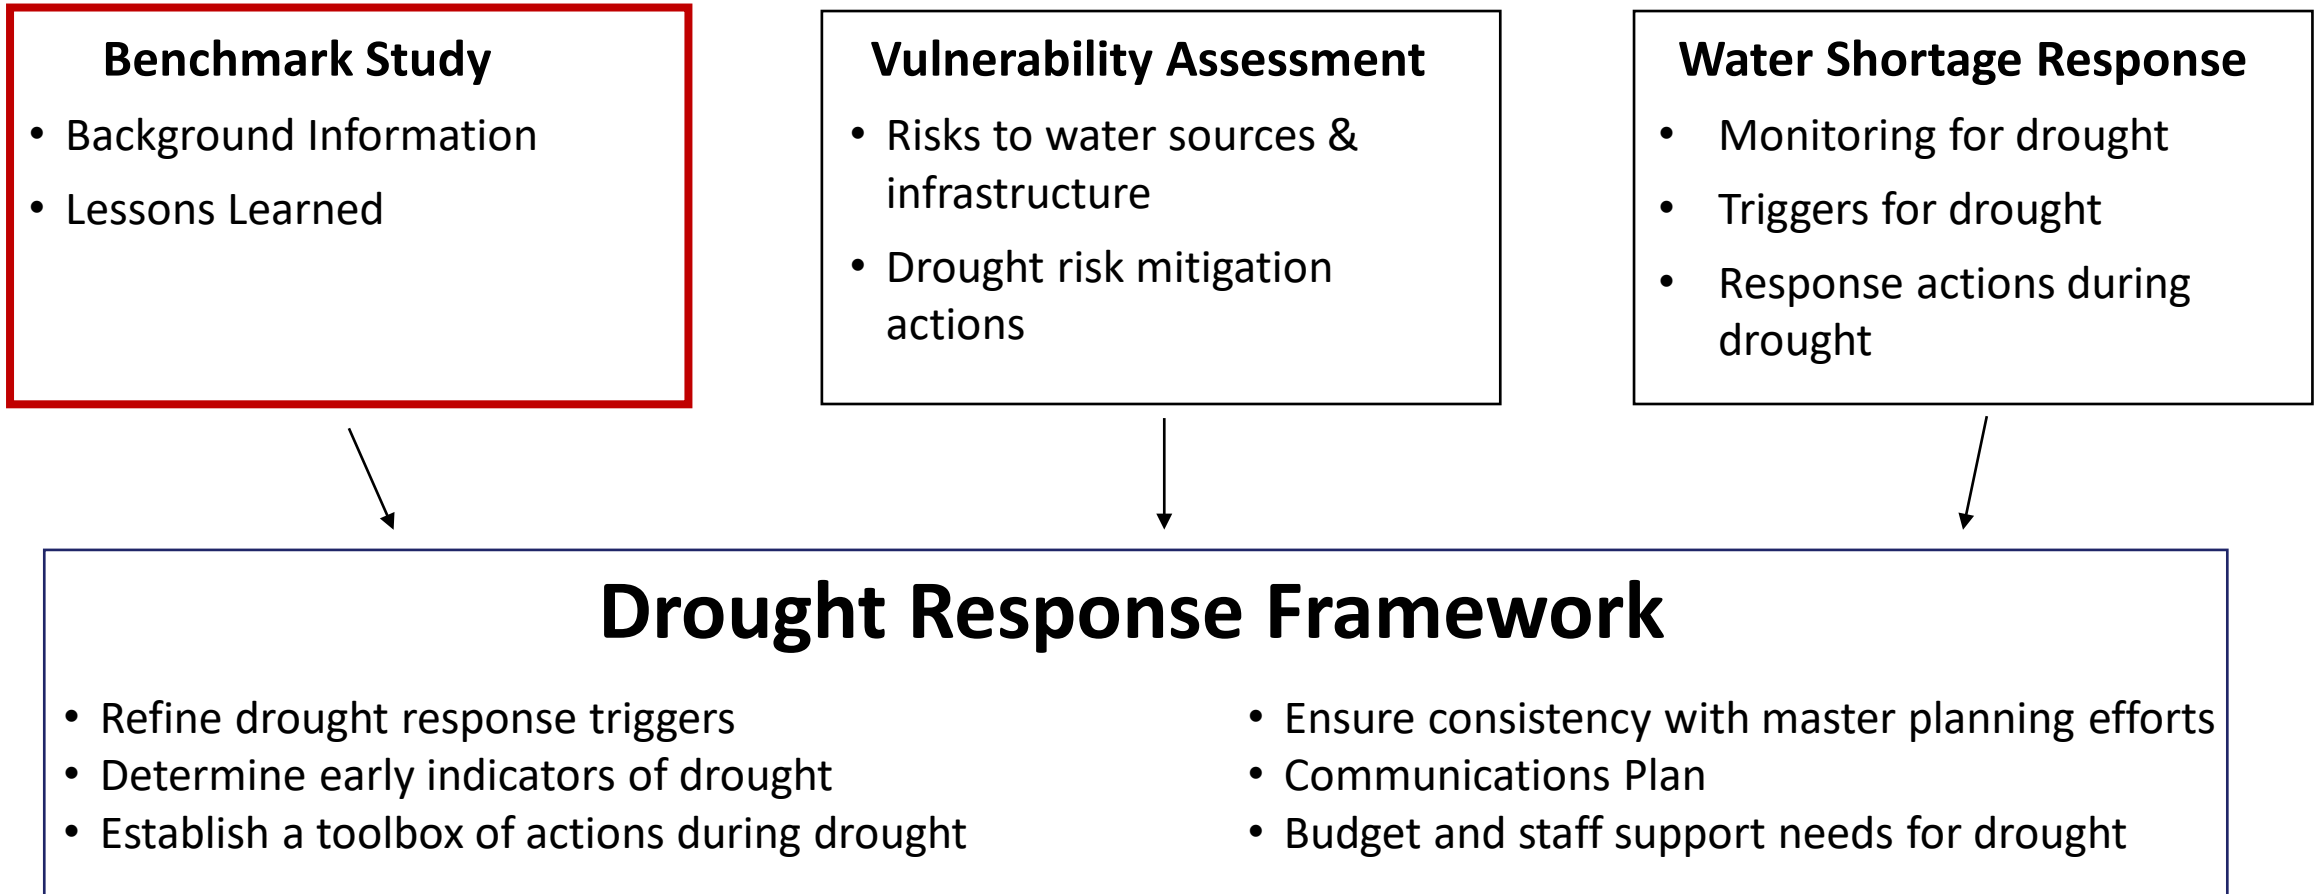 Benchmark Study
• Background Information
• Lessons Learned
Vulnerability Assessment
• Risks to water sources &
infrastructure
• Drought risk mitigation
actions
Water Shortage Response
• Monitoring for drought
• Triggers for drought
• Response actions during
drought
Drought Response Framework
• Refine drought response triggers
• Determine early indicators of drought
• Establish a toolbox of actions during drought
• Ensure consistency with master planning efforts
• Communications Plan
• Budget and staff support needs for drought